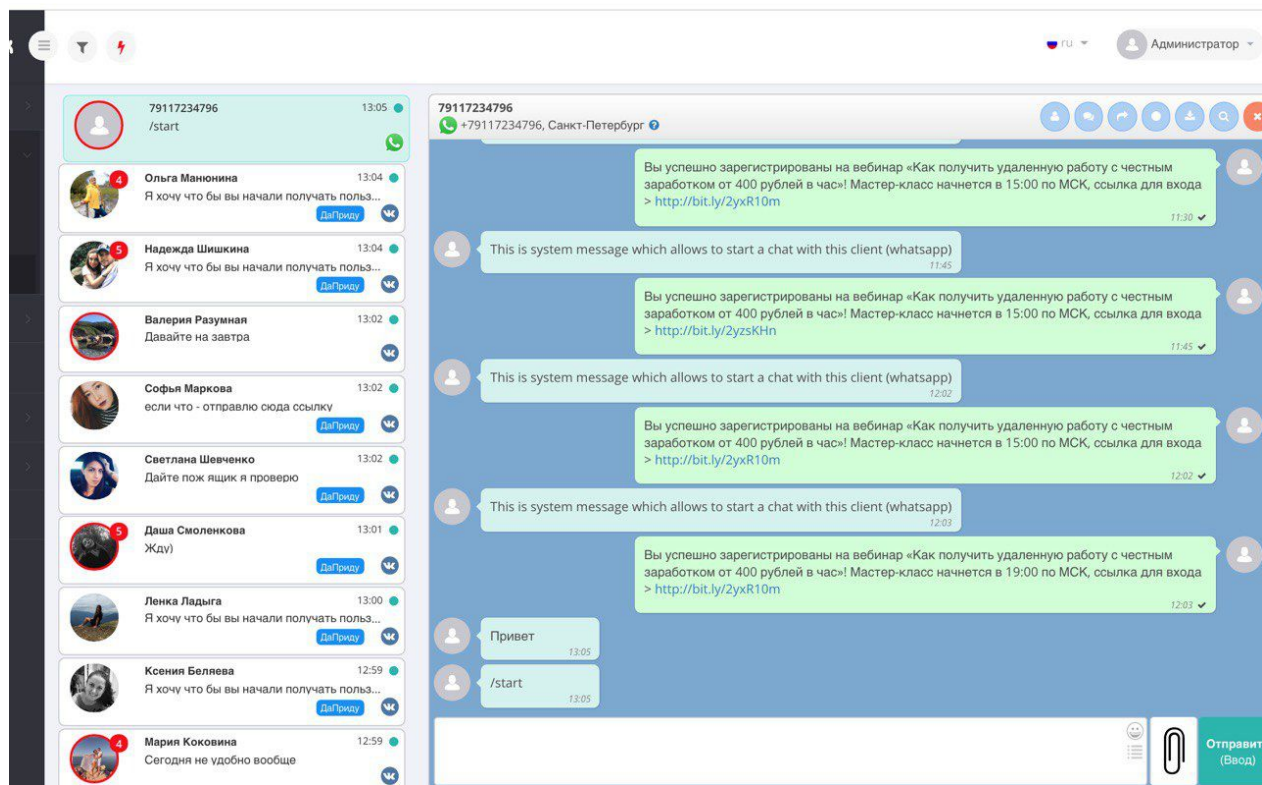 ru
Администратор
79117234796
13:05
/start
4
Ольга Манюнина
13:04
Я хочу что бы вы начали получать польз...
ДаПриду
5
Надежда Шишкина
13:04
Я хочу что бы вы начали получать польз...
ДаПриду
Валерия Разумная
13:02
Давайте на завтра
Софья Маркова
13:02
если что - отправлю сюда ссылку
ДаПриду
Светлана Шевченко
13:02
Дайте пож ящик я проверю
ДаПриду
5
Даша Смоленкова
13:01
Жду)
ДаПриду
Ленка Ладыга
13:00
Я хочу что бы вы начали получать польз...
ДаПриду
Ксения Беляева
12:59
Я хочу что бы вы начали получать польз...
ДаПриду
4
Мария Коковина
12:59
Сегодня не удобно вообще
79117234796
+79117234796, Санкт-Петербург
Вы успешно зарегистрированы на вебинар «Как получить удаленную работу с честным
заработком от 400 рублей в час»! Мастер-класс начнется в 15:00 по МСК, ссылка для входа
> http://bit.ly/2yxR10m
11:30
This is system message which allows to start a chat with this client (whatsapp)
11:45
Вы успешно зарегистрированы на вебинар «Как получить удаленную работу с честным
заработком от 400 рублей в час»! Мастер-класс начнется в 15:00 по МСК, ссылка для входа
> http://bit.ly/2yzsKHn
11:45
This is system message which allows to start a chat with this client (whatsapp)
12:02
Вы успешно зарегистрированы на вебинар «Как получить удаленную работу с честным
заработком от 400 рублей в час»! Мастер-класс начнется в 15:00 по МСК, ссылка для входа
> http://bit.ly/2yxR10m
12:02
This is system message which allows to start a chat with this client (whatsapp)
12:03
Вы успешно зарегистрированы на вебинар «Как получить удаленную работу с честным
заработком от 400 рублей в час»! Мастер-класс начнется в 19:00 по МСК, ссылка для входа
> http://bit.ly/2yxR10m
12:03
Привет
13:05
/start
13:05
Отправит
(Ввод)